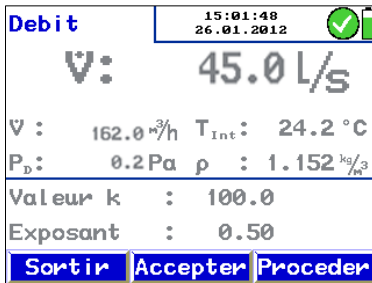 Debit
15:01:48
26.01.2012
V̇: 45.0 l/s
V̇ : 162.0 m³/h T_Int: 24.2 °C
P_D: 0.2 Pa ρ : 1.152 kg/m³
Valeur k : 100.0
Exposant : 0.50
Sortir Accepter Proceder